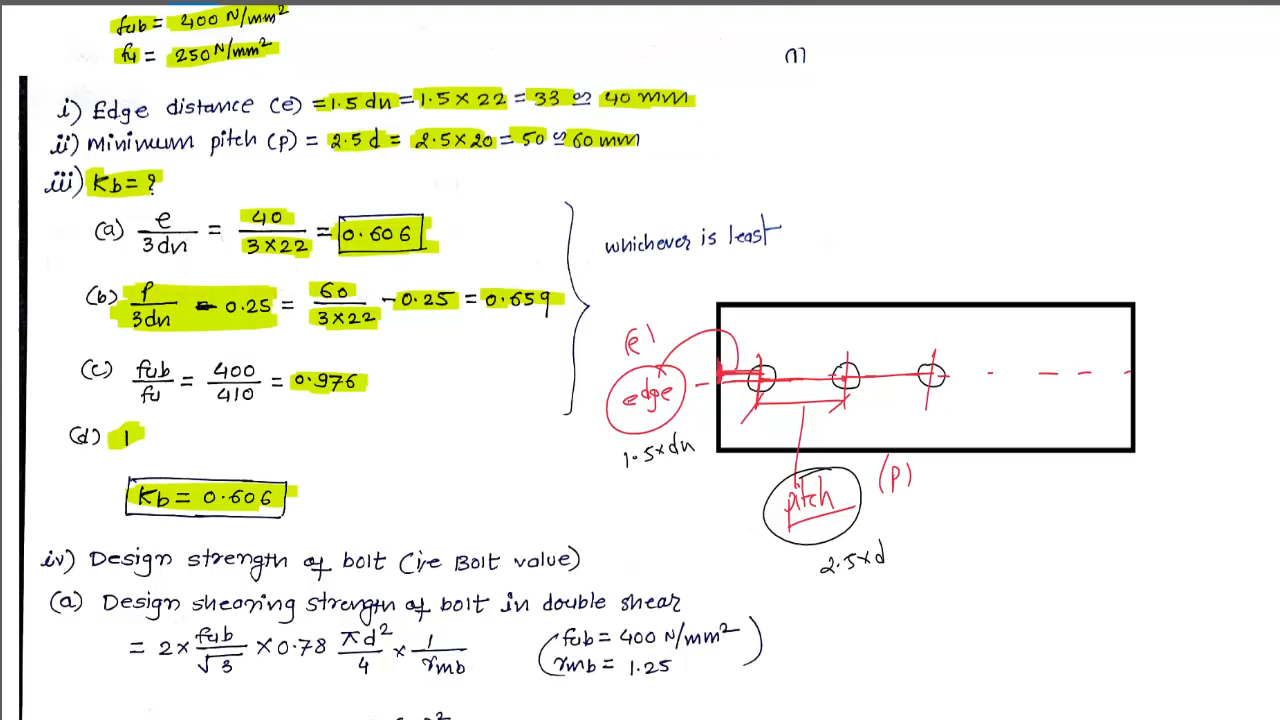 fub = 400 N/mm²
fy = 250 N/mm²
i) Edge distance (e) = 1.5 dn = 1.5 × 22 = 33 ≃ 40 mm
ii) minimum pitch (p) = 2.5 d = 2.5 × 20 = 50 ≃ 60 mm
iii) Kb = ?
(a) e/3dn = 40/3×22 = 0.606
whichever is least
(b) P/3dn - 0.25 = 60/3×22 - 0.25 = 0.659
(c) fub/fu = 400/410 = 0.976
(d) 1
Kb = 0.606
(e)
edge
1.5×dn
pitch
(P)
2.5×d
iv) Design strength of bolt (i,e Bolt value)
(a) Design shearing strength of bolt in double shear
= 2 × fub/√3 × 0.78 πd²/4 × 1/rmb (fub = 400 N/mm²
rmb = 1.25)